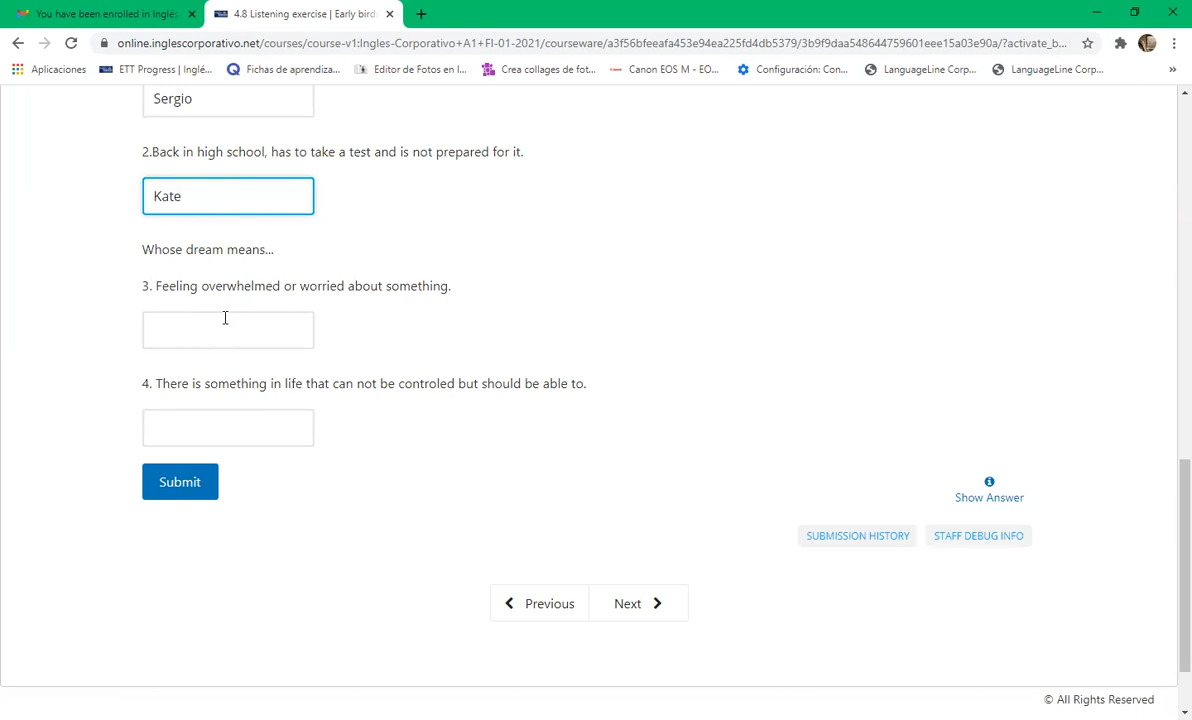 You have been enrolled in Inglés
4.8 Listening exercise | Early birds
online.inglescorporativo.net/courses/course-v1:Ingles-Corporativo+A1+FI-01-2021/courseware/a3f56bfeeafa453e94ea225fd4db5379/3b9f9daa548644759601eee15a03e90a/?activate_b...
Aplicaciones ETT Progress | Inglé... Fichas de aprendiza... Editor de Fotos en l... Crea collages de fot... Canon EOS M - EO... Configuración: Con... LanguageLine Corp... LanguageLine Corp... »
Sergio
2.Back in high school, has to take a test and is not prepared for it.
Kate
Whose dream means...
3. Feeling overwhelmed or worried about something.
4. There is something in life that can not be controled but should be able to.
Submit
Show Answer
SUBMISSION HISTORY STAFF DEBUG INFO
Previous Next
© All Rights Reserved